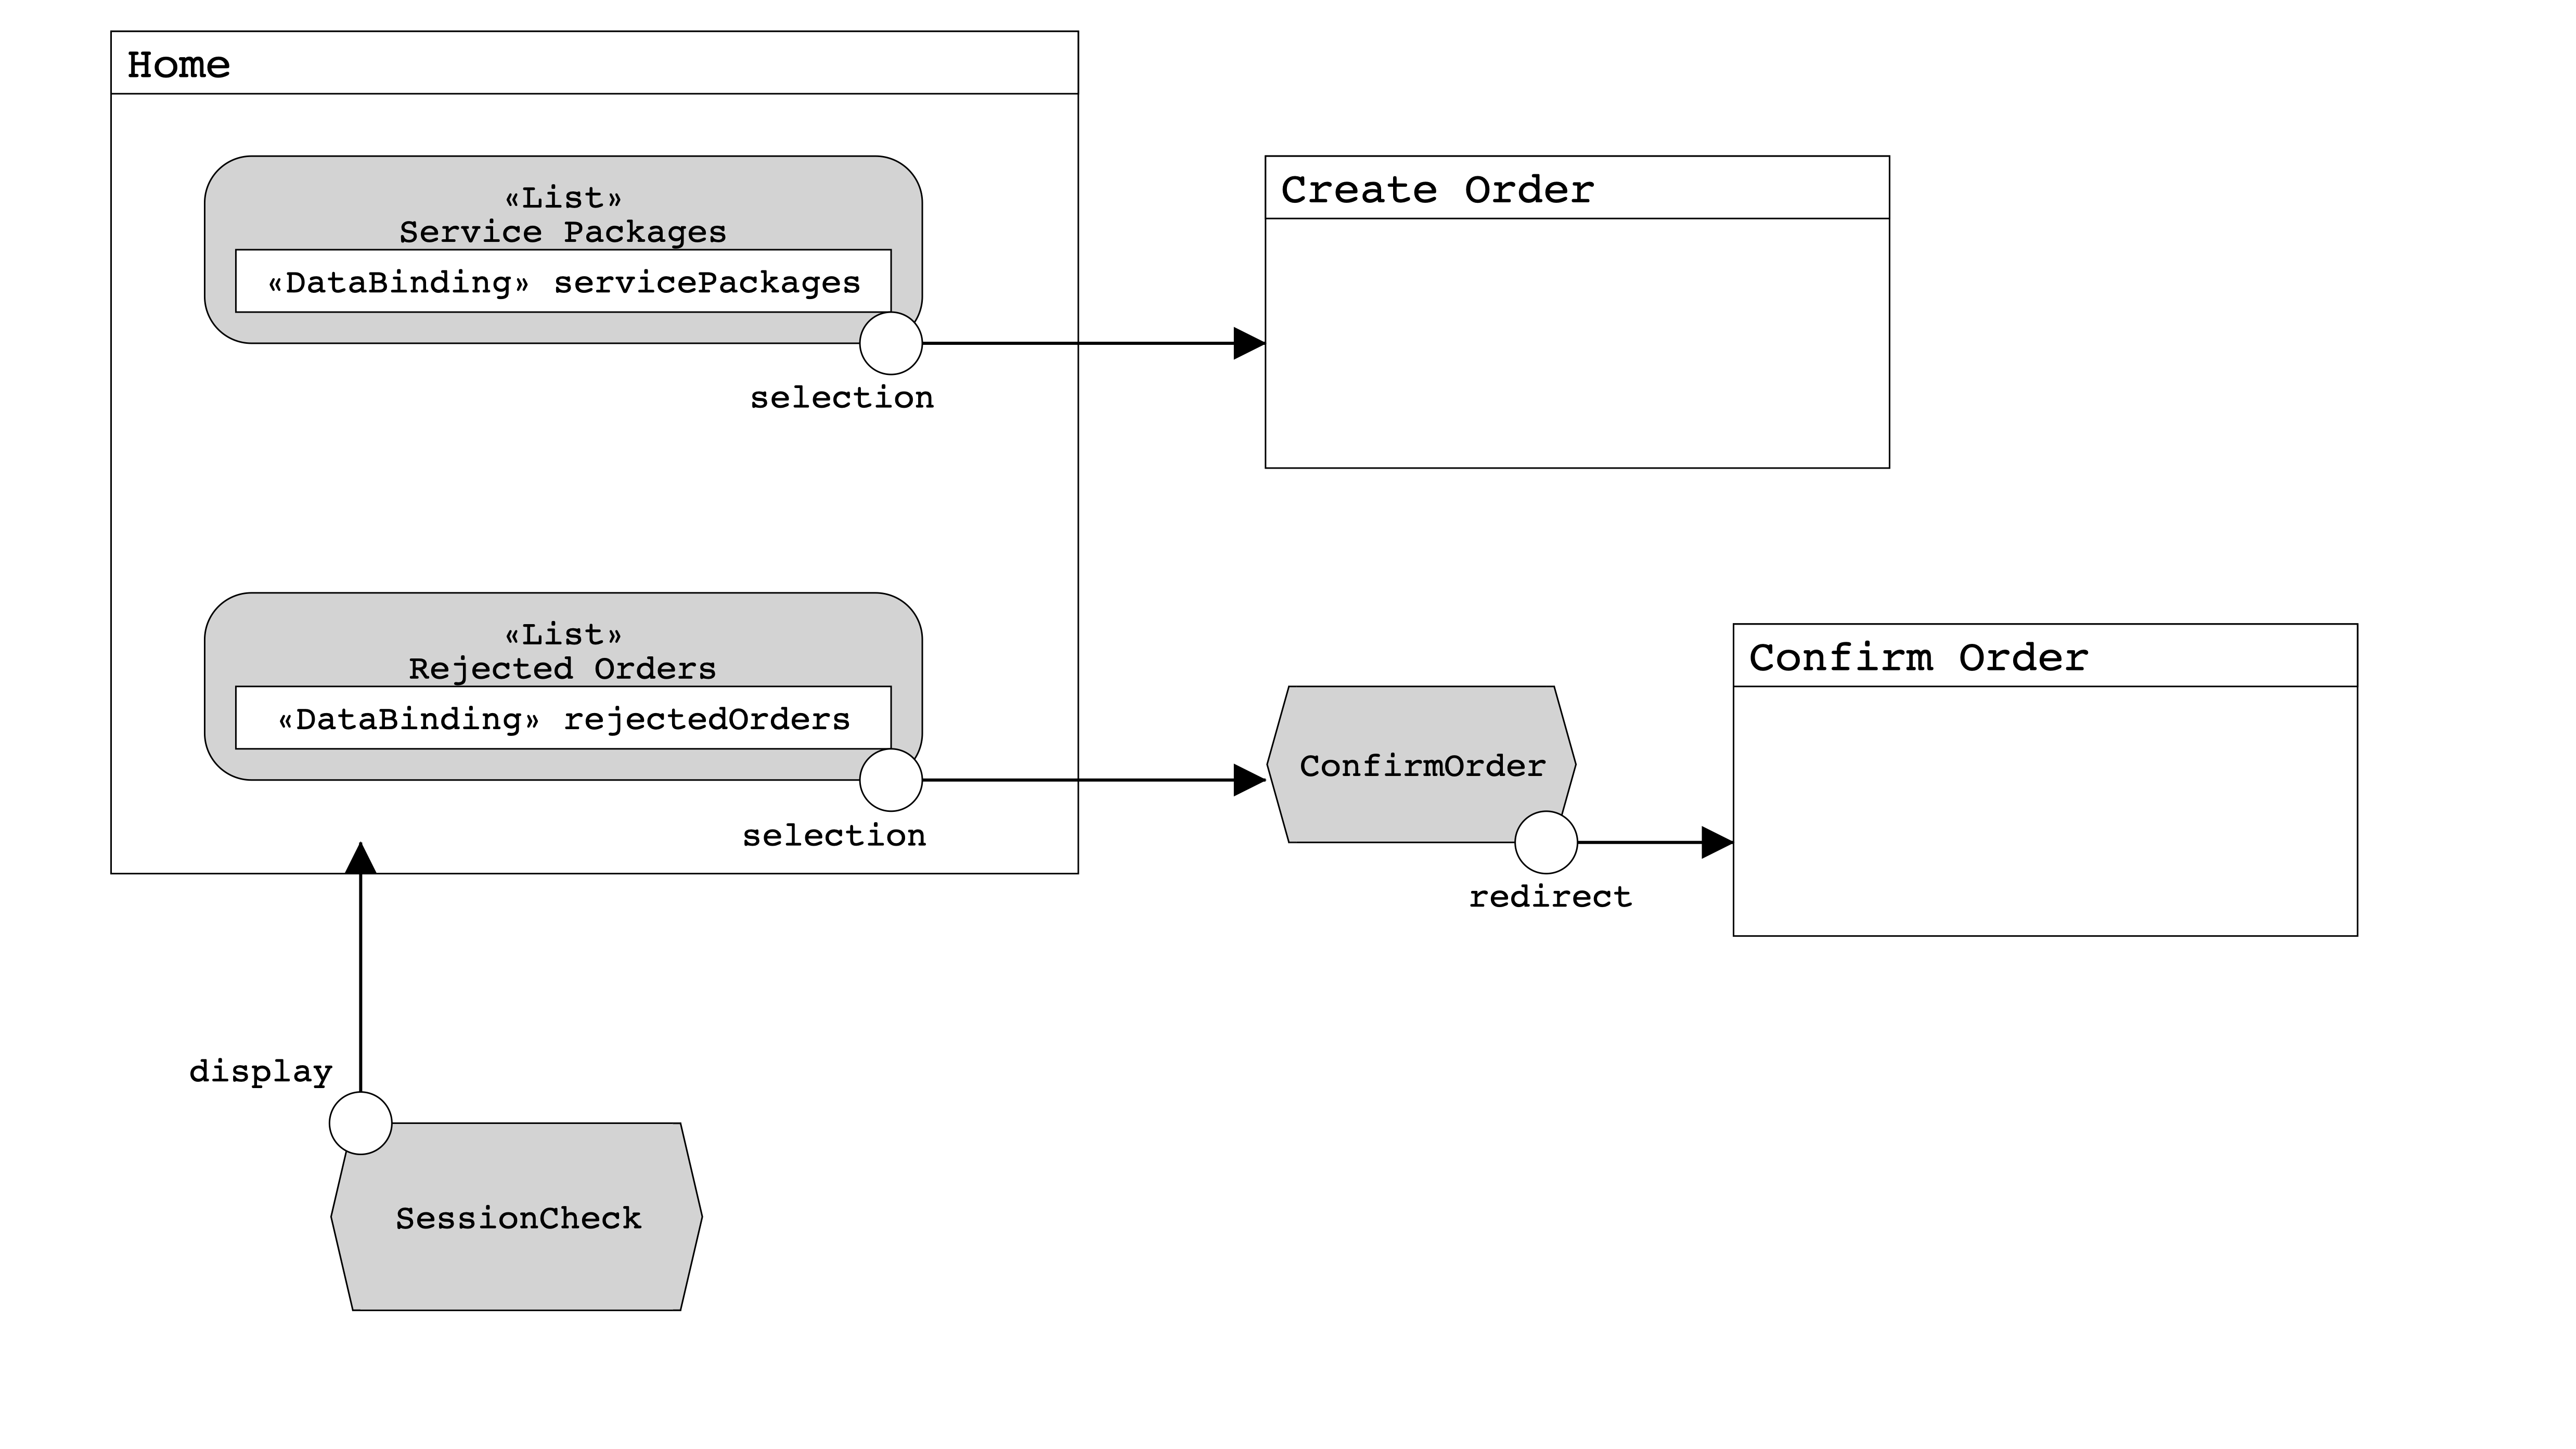 Home
«List»
Service Packages
«DataBinding» servicePackages
selection
Create Order
«List»
Rejected Orders
«DataBinding» rejectedOrders
selection
ConfirmOrder
redirect
Confirm Order
display
SessionCheck